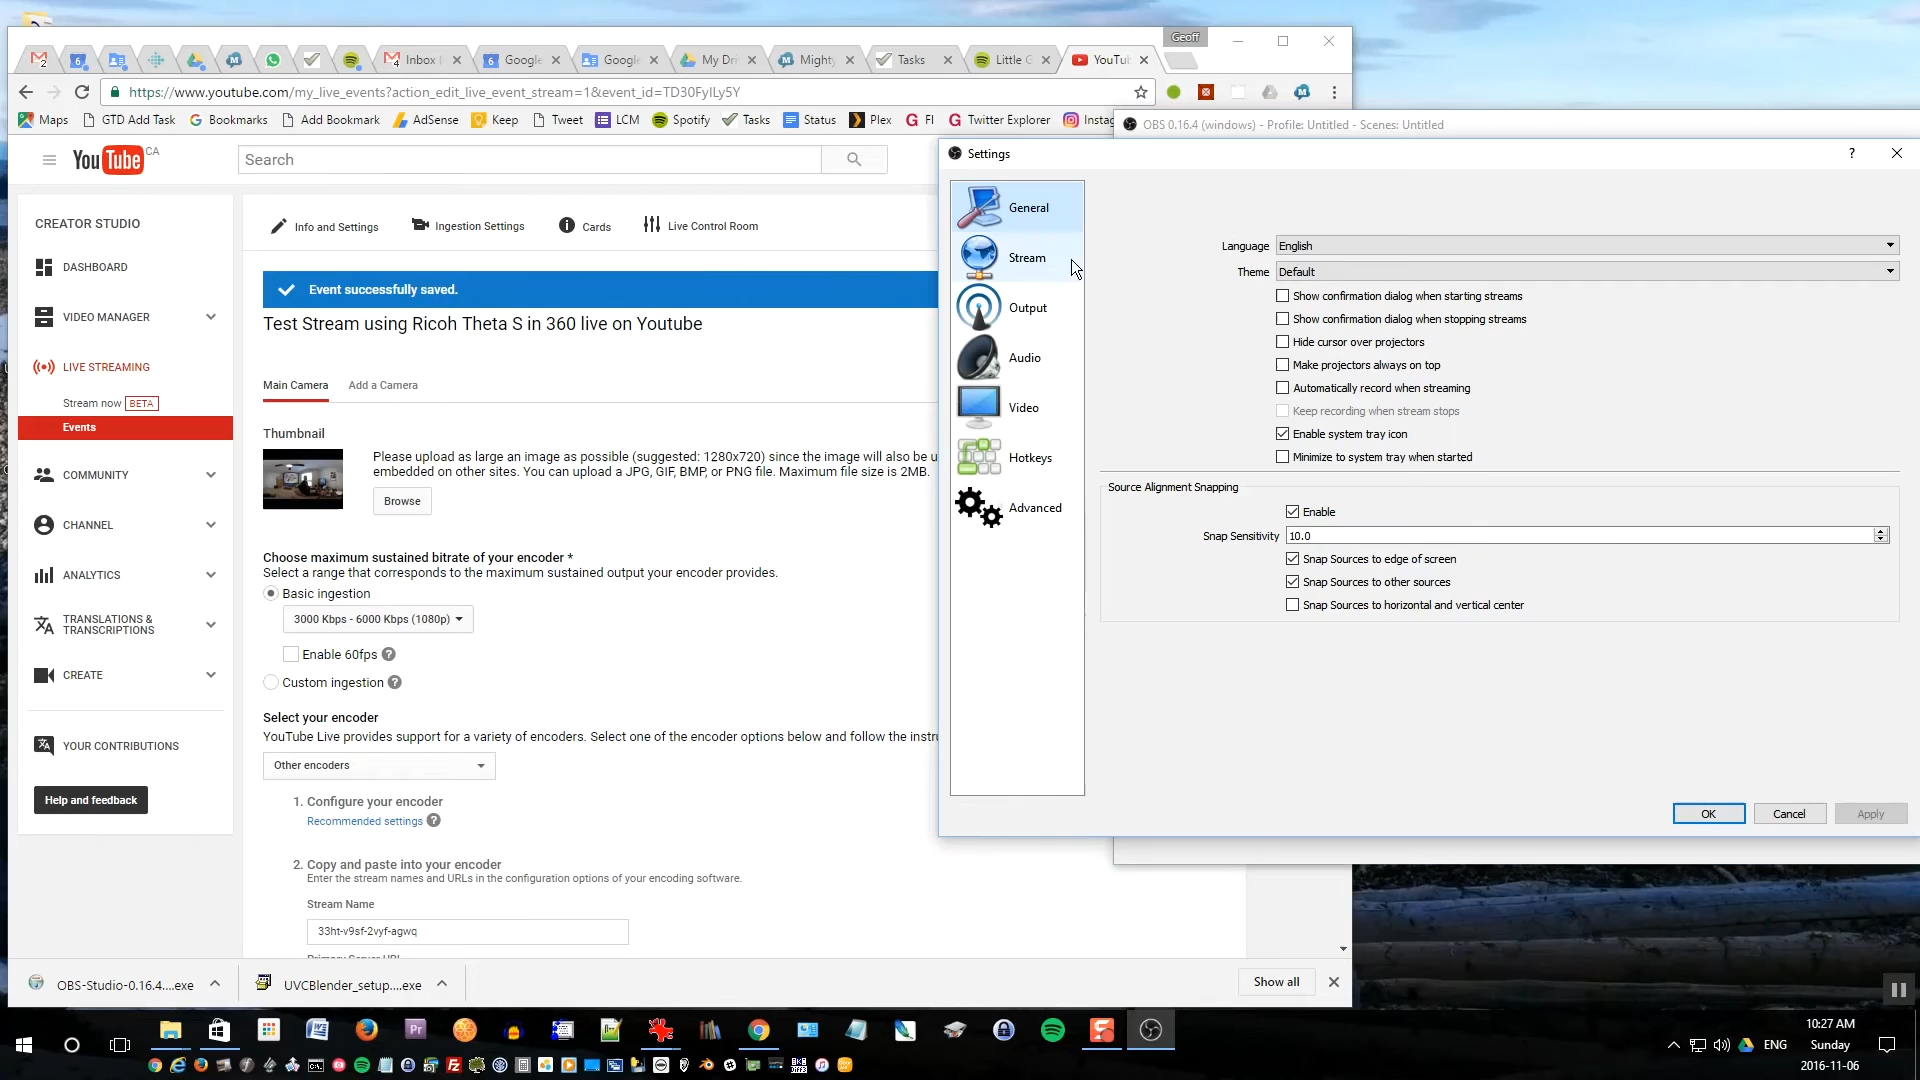 Geoff
2
6
4
Inbox (
6 Google
Google
My Dri
Mighty
Tasks
Little G
YouTu
https://www.youtube.com/my_live_events?action_edit_live_event_stream=1&event_id=TD30FylLy5Y
Maps
GTD Add Task
Bookmarks
Add Bookmark
AdSense
Keep
Tweet
LCM
Spotify
Tasks
Status
Plex
FI
Twitter Explorer
Instag
OBS 0.16.4 (windows) - Profile: Untitled - Scenes: Untitled
YouTube CA
Search
Settings
?
CREATOR STUDIO
DASHBOARD
VIDEO MANAGER
LIVE STREAMING
Stream now BETA
Events
COMMUNITY
CHANNEL
ANALYTICS
TRANSLATIONS &
TRANSCRIPTIONS
CREATE
YOUR CONTRIBUTIONS
Help and feedback
Info and Settings
Ingestion Settings
Cards
Live Control Room
Event successfully saved.
Test Stream using Ricoh Theta S in 360 live on Youtube
Main Camera
Add a Camera
Thumbnail
Please upload as large an image as possible (suggested: 1280x720) since the image will also be u
embedded on other sites. You can upload a JPG, GIF, BMP, or PNG file. Maximum file size is 2MB.
Browse
Choose maximum sustained bitrate of your encoder *
Select a range that corresponds to the maximum sustained output your encoder provides.
Basic ingestion
3000 Kbps - 6000 Kbps (1080p)
Enable 60fps ?
Custom ingestion ?
Select your encoder
YouTube Live provides support for a variety of encoders. Select one of the encoder options below and follow the instru
Other encoders
1. Configure your encoder
Recommended settings ?
2. Copy and paste into your encoder
Enter the stream names and URLs in the configuration options of your encoding software.
Stream Name
33ht-v9sf-2vyf-agwq
Primary Server URL
General
Stream
Output
Audio
Video
Hotkeys
Advanced
Language English
Theme Default
Show confirmation dialog when starting streams
Show confirmation dialog when stopping streams
Hide cursor over projectors
Make projectors always on top
Automatically record when streaming
Keep recording when stream stops
Enable system tray icon
Minimize to system tray when started
Source Alignment Snapping
Enable
Snap Sensitivity 10.0
Snap Sources to edge of screen
Snap Sources to other sources
Snap Sources to horizontal and vertical center
OK
Cancel
Apply
OBS-Studio-0.16.4....exe
UVCBlender_setup....exe
Show all
Pr
ENG
10:27 AM
Sunday
2016-11-06